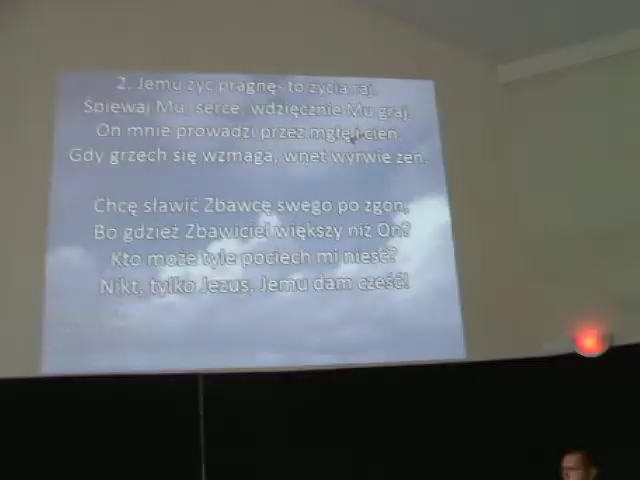 2. Jemu żyć pragnę- to życia raj.
Śpiewaj Mu, serce, wdzięcznie Mu graj.
On mnie prowadzi przez mgłę i cień.
Gdy grzech się wzmaga, wnet wyrwie zeń.
Chcę sławić Zbawcę swego po zgon,
Bo gdzież Zbawiciel większy niż On?
Kto może tyle pociech mi nieść?
Nikt, tylko Jezus, Jemu dam cześć!